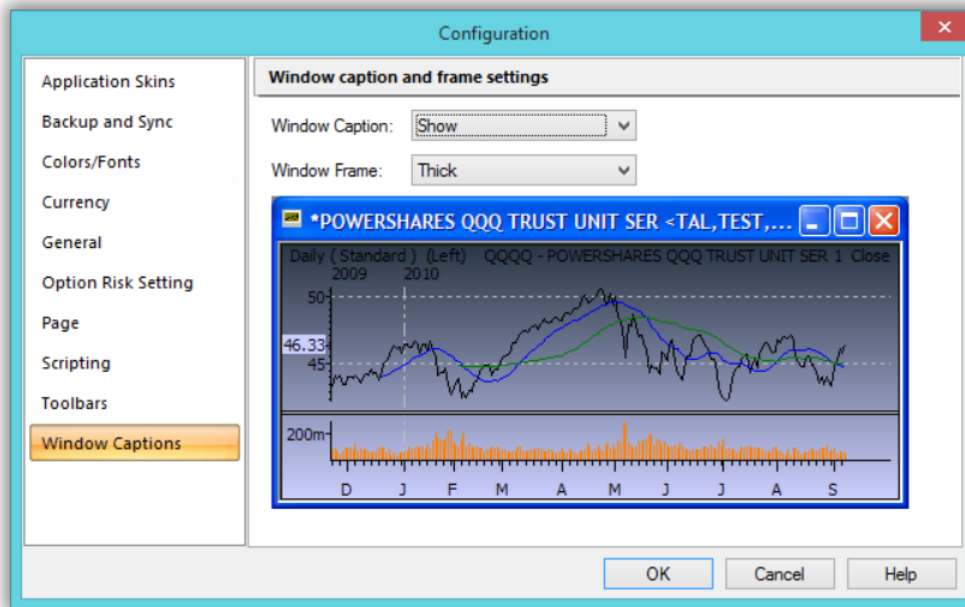 Configuration
Application Skins
Backup and Sync
Colors/Fonts
Currency
General
Option Risk Setting
Page
Scripting
Toolbars
Window Captions
Window caption and frame settings
Window Caption: Show
Window Frame: Thick
*POWERSHARES QQQ TRUST UNIT SER <TAL,TEST,...
Daily (Standard) (Left) QQQQ - POWERSHARES QQQ TRUST UNIT SER 1 Close
2009 2010
50
46.33
45
200m
D J F M A M J J A S
OK Cancel Help